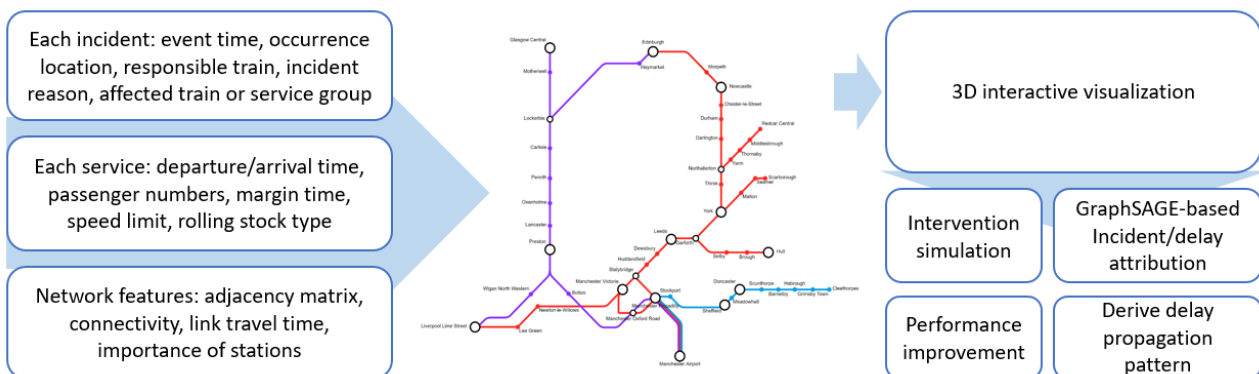 Each incident: event time, occurrence
location, responsible train, incident
reason, affected train or service group
Each service: departure/arrival time,
passenger numbers, margin time,
speed limit, rolling stock type
Network features: adjacency matrix,
connectivity, link travel time,
importance of stations
Glasgow Central
Motherwell
Lockerbie
Carlisle
Penrith
Oxenholme
Lancaster
Preston
Wigan North Western
Bolton
Liverpool Lime Street
Lea Green
Newton-le-Willows
Manchester Victoria
Manchester Oxford Road
Manchester Airport
Edinburgh
Haymarket
Morpeth
Newcastle
Chester-le-Street
Durham
Darlington
Redcar Central
Middlesbrough
Thornaby
Yarm
Northallerton
Thirsk
Scarborough
Seamer
Malton
York
Leeds
Garforth
Selby
Brough
Hull
Dewsbury
Huddersfield
Stalybridge
Stockport
Sheffield
Meadowhall
Doncaster
Scunthorpe
Barnetby
Habrough
Grimsby Town
Cleethorpes
3D interactive visualization
Intervention
simulation
GraphSAGE-based
Incident/delay
attribution
Performance
improvement
Derive delay
propagation
pattern